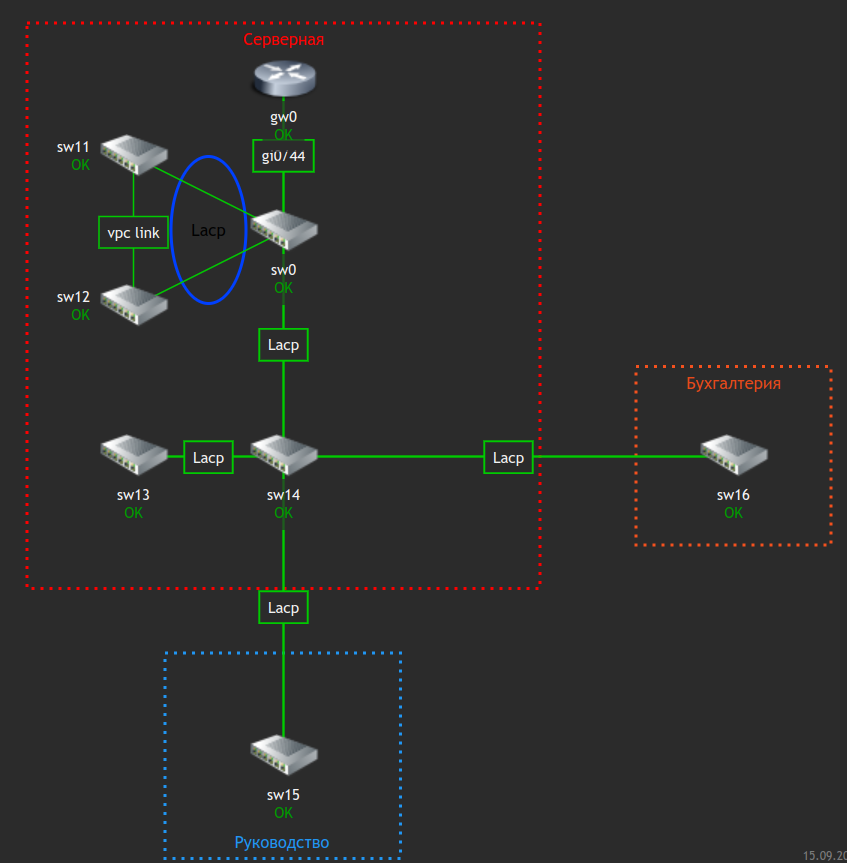 Серверная
gw0
OK
gi0/44
sw11
OK
vpc link
Lacp
sw0
OK
sw12
OK
Lacp
Бухгалтерия
Lacp
Lacp
sw13
OK
sw14
OK
sw16
OK
Lacp
sw15
OK
Руководство
15.09.20